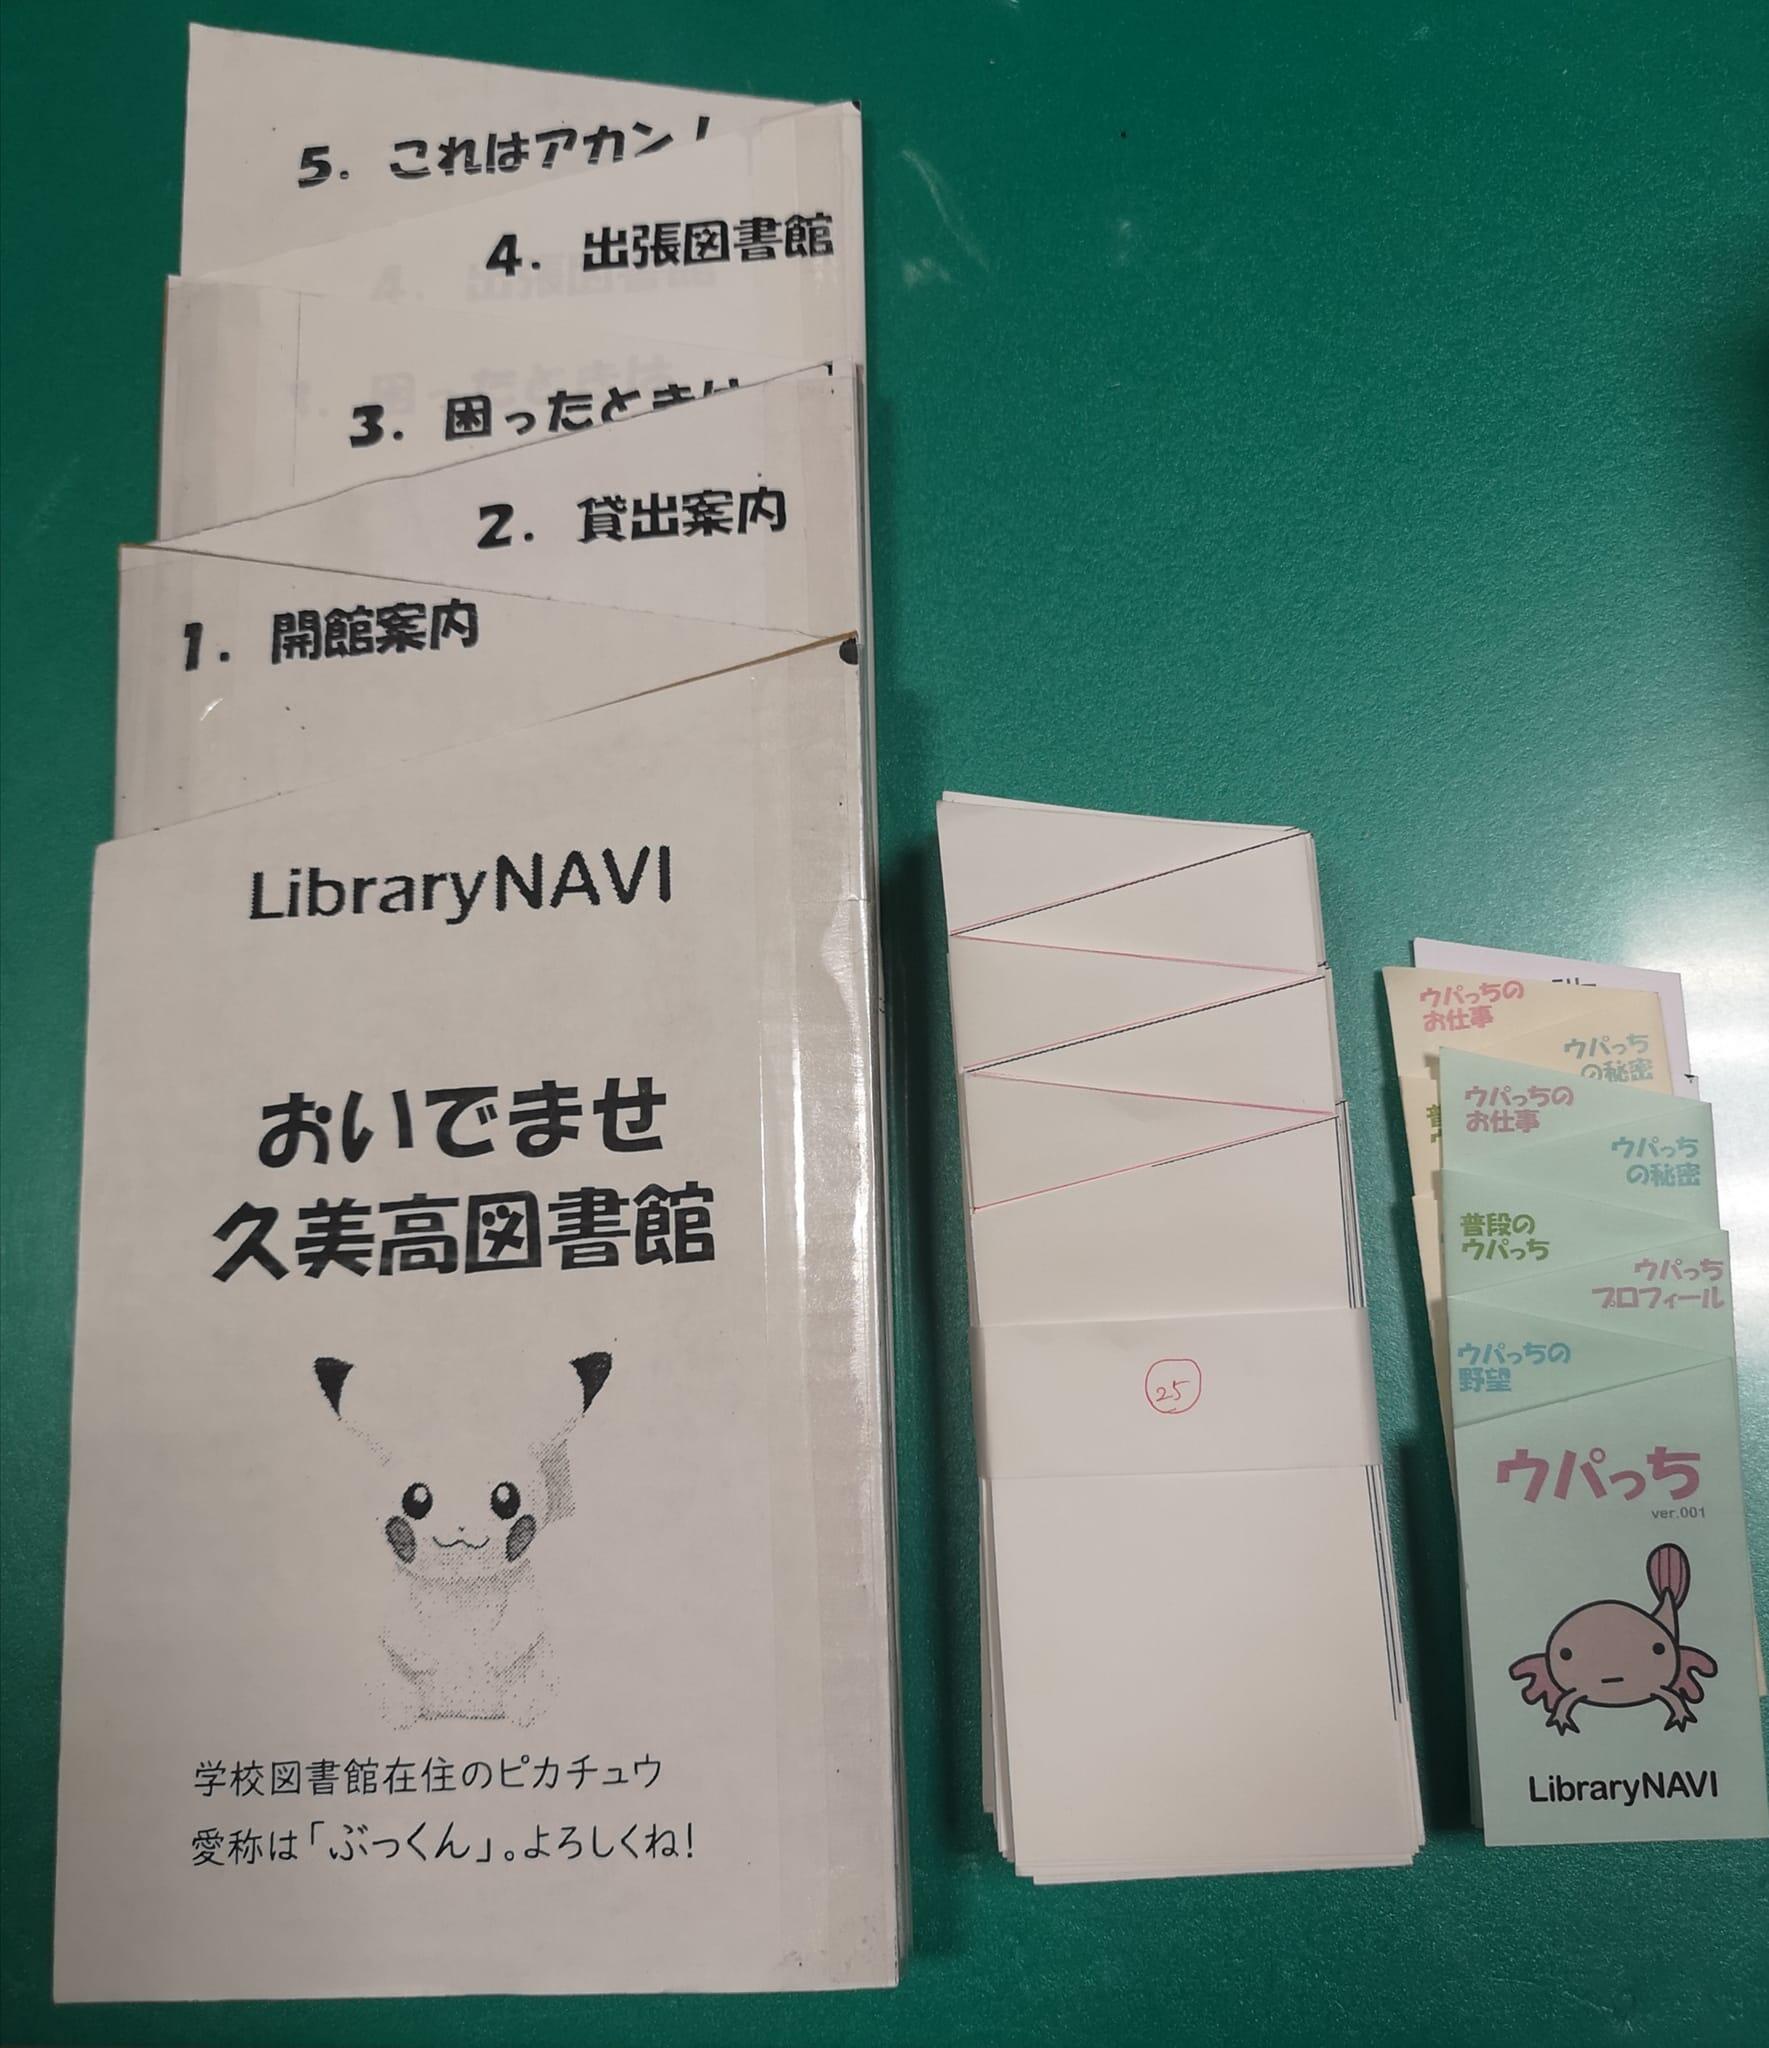 5. これはアカン!
4. 出張図書館
3. 困ったときは
2. 貸出案内
1. 開館案内
LibraryNAVI
おいでませ
久美高図書館
学校図書館在住のピカチュウ
愛称は「ぶっくん」。よろしくね!
25
ウパっちの
お仕事
ウパっち
の秘密
ウパっちの
お仕事
ウパっち
の秘密
普段の
ウパっち
ウパっち
プロフィール
ウパっちの
野望
ウパっち
ver.001
LibraryNAVI